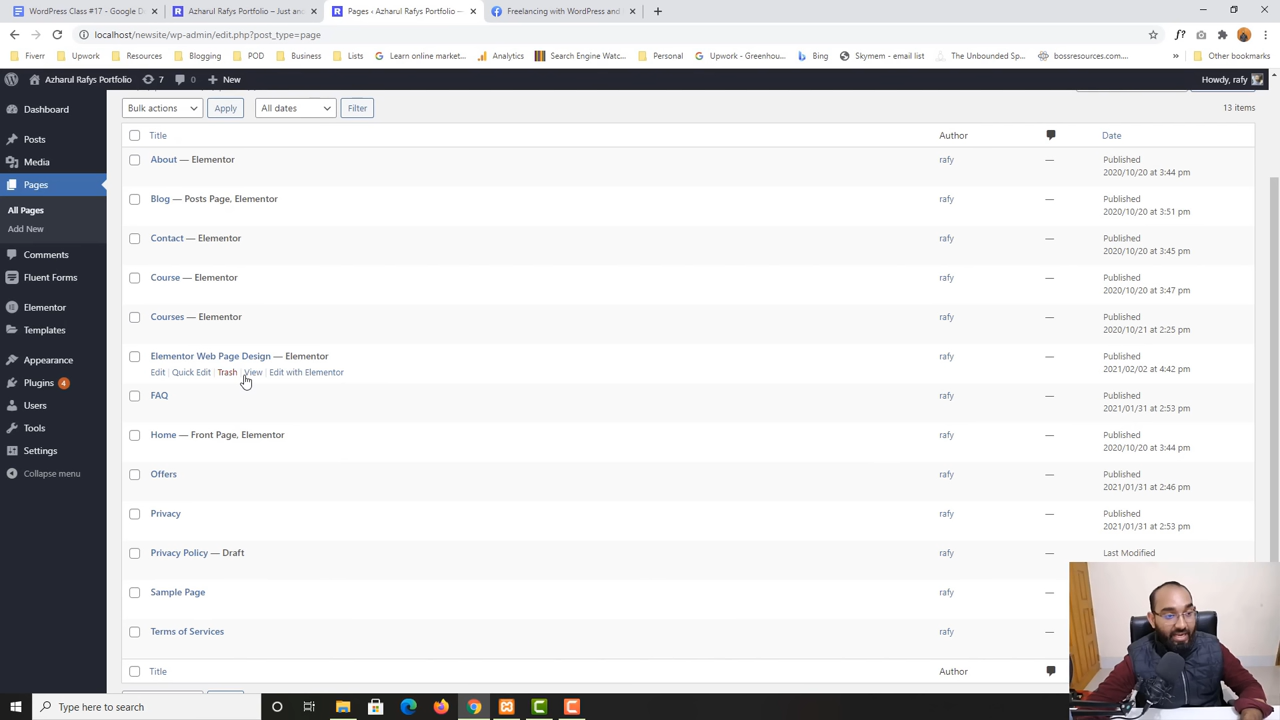 WordPress Class #17 - Google D
Azharul Rafys Portfolio – Just an
Pages ‹ Azharul Rafys Portfolio —
Freelancing with WordPress and
localhost/newsite/wp-admin/edit.php?post_type=page
Fiverr
Upwork
Resources
Blogging
POD
Business
Lists
Learn online market...
Analytics
Search Engine Watc...
Personal
Upwork - Greenhou...
Bing
Skymem - email list
The Unbounded Sp...
bossresources.com...
Other bookmarks
Azharul Rafys Portfolio
7
0
New
Howdy, rafy
Dashboard
Posts
Media
Pages
All Pages
Add New
Comments
Fluent Forms
Elementor
Templates
Appearance
Plugins 4
Users
Tools
Settings
Collapse menu
Bulk actions
Apply
All dates
Filter
13 items
Title Author Date
About — Elementor rafy — Published
2020/10/20 at 3:44 pm
Blog — Posts Page, Elementor rafy — Published
2020/10/20 at 3:51 pm
Contact — Elementor rafy — Published
2020/10/20 at 3:45 pm
Course — Elementor rafy — Published
2020/10/20 at 3:47 pm
Courses — Elementor rafy — Published
2020/10/21 at 2:25 pm
Elementor Web Page Design — Elementor rafy — Published
Edit | Quick Edit | Trash | View | Edit with Elementor 2021/02/02 at 4:42 pm
FAQ rafy — Published
2021/01/31 at 2:53 pm
Home — Front Page, Elementor rafy — Published
2020/10/20 at 3:44 pm
Offers rafy — Published
2021/01/31 at 2:46 pm
Privacy rafy — Published
2021/01/31 at 2:53 pm
Privacy Policy — Draft rafy — Last Modified
Sample Page rafy —
Terms of Services rafy —
Title Author
Type here to search